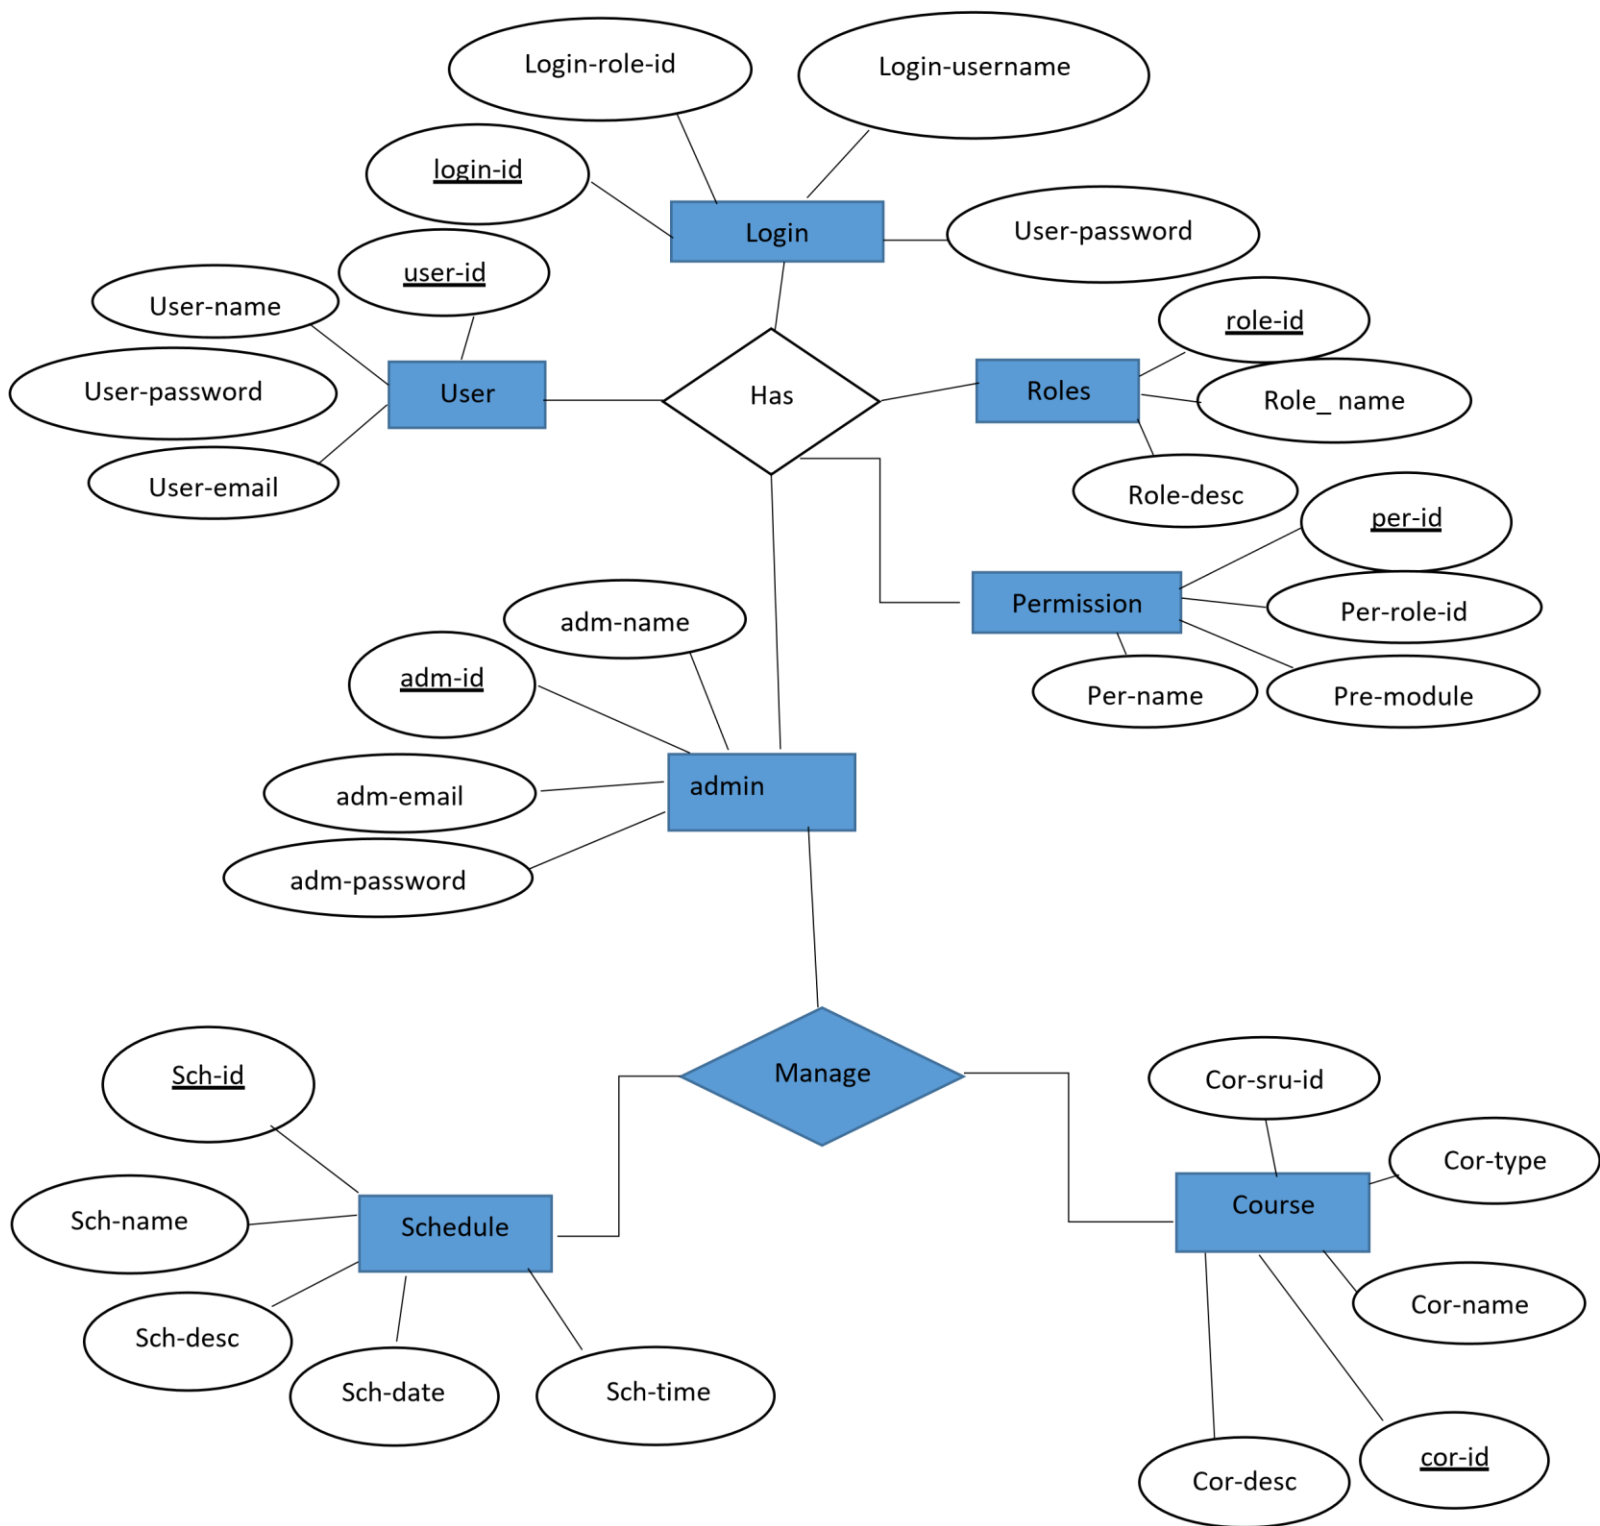 Login-role-id
Login-username
login-id
Login
User-password
user-id
User-name
role-id
User-password
User
Has
Roles
Role_ name
User-email
Role-desc
per-id
Permission
Per-role-id
adm-name
adm-id
Per-name
Pre-module
adm-email
admin
adm-password
Manage
Sch-id
Cor-sru-id
Cor-type
Sch-name
Schedule
Course
Sch-desc
Cor-name
Sch-date
Sch-time
Cor-desc
cor-id